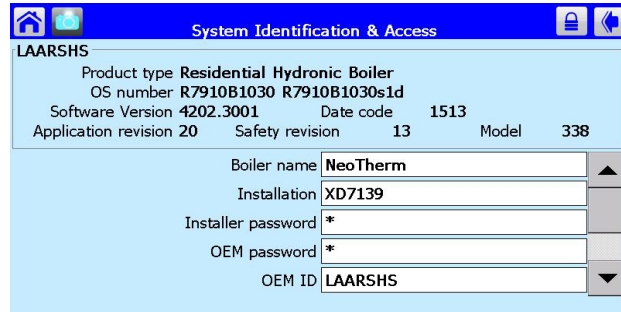 System Identification & Access
LAARSHS
Product type Residential Hydronic Boiler
OS number R7910B1030 R7910B1030s1d
Software Version 4202.3001 Date code 1513
Application revision 20 Safety revision 13 Model 338
Boiler name NeoTherm
Installation XD7139
Installer password *
OEM password *
OEM ID LAARSHS